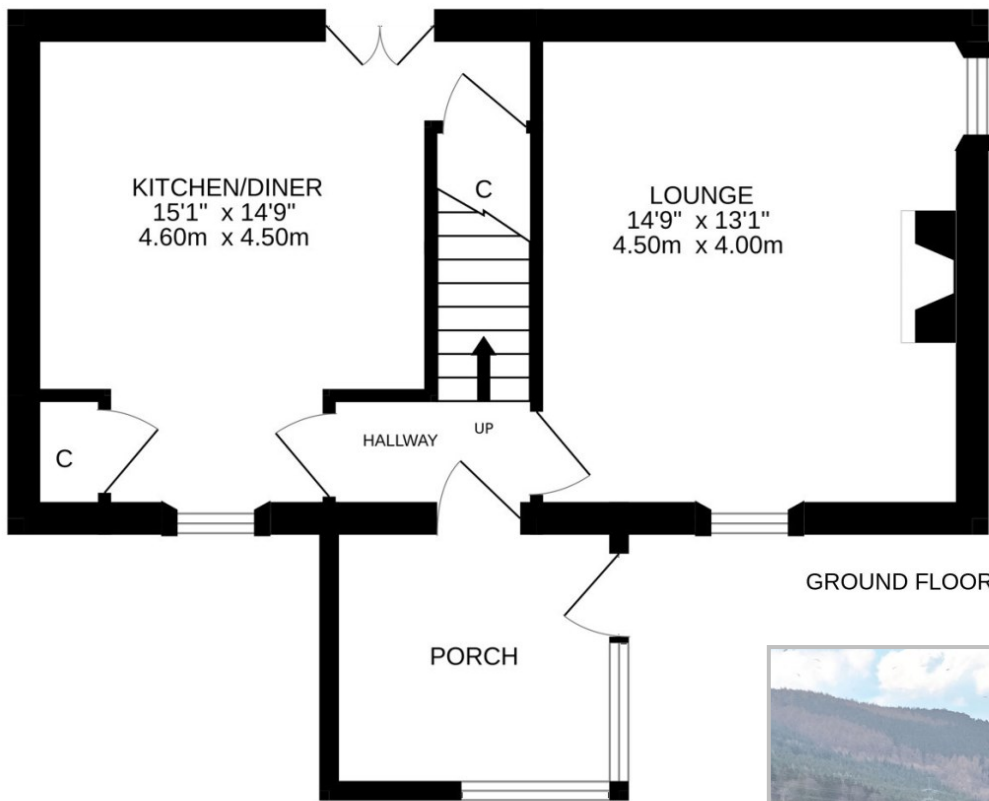 KITCHEN/DINER
15'1" x 14'9"
4.60m x 4.50m
C
LOUNGE
14'9" x 13'1"
4.50m x 4.00m
C
HALLWAY
UP
PORCH
GROUND FLOOR